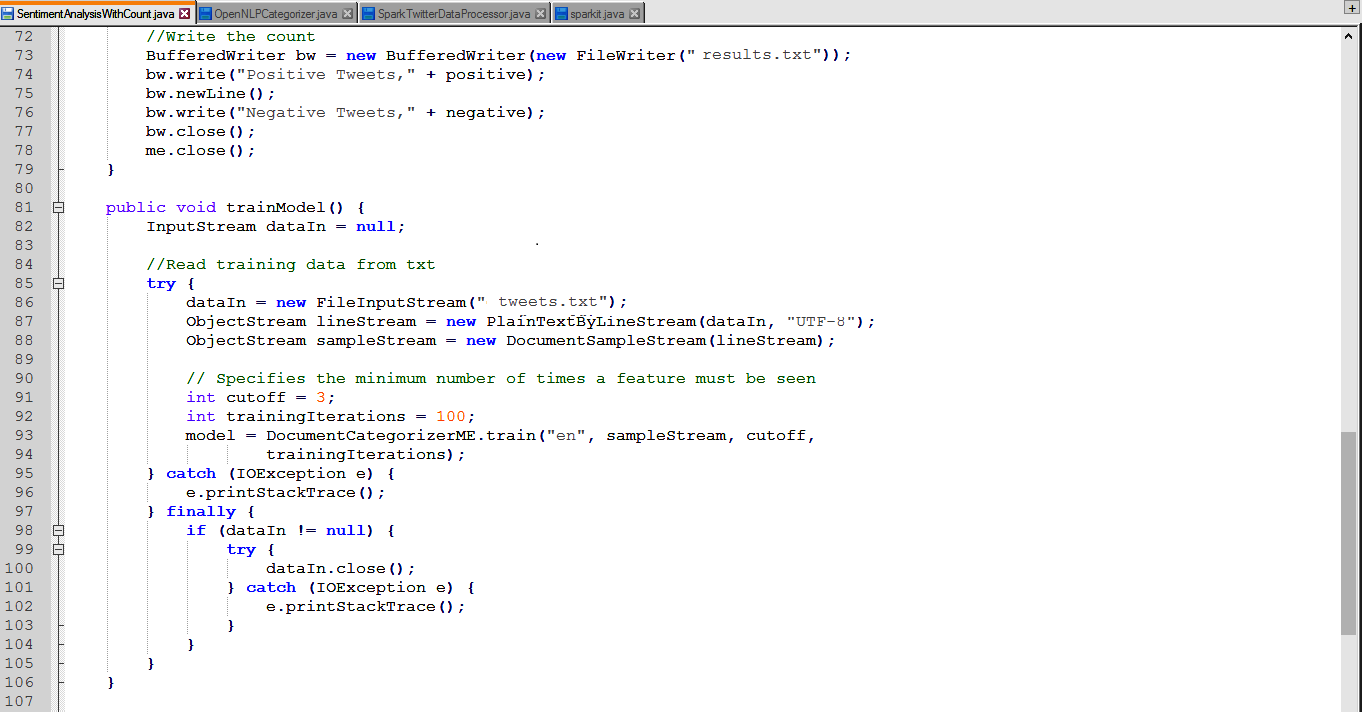 SentimentAnalysisWithCount.java OpenNLPCategorizer.java SparkTwitterDataProcessor.java sparkit.java
72 //Write the count
73 BufferedWriter bw = new BufferedWriter(new FileWriter(" results.txt"));
74 bw.write("Positive Tweets," + positive);
75 bw.newLine();
76 bw.write("Negative Tweets," + negative);
77 bw.close();
78 me.close();
79 }
80
81 public void trainModel() {
82 InputStream dataIn = null;
83
84 //Read training data from txt
85 try {
86 dataIn = new FileInputStream(" tweets.txt");
87 ObjectStream lineStream = new PlainTextByLineStream(dataIn, "UTF-8");
88 ObjectStream sampleStream = new DocumentSampleStream(lineStream);
89
90 // Specifies the minimum number of times a feature must be seen
91 int cutoff = 3;
92 int trainingIterations = 100;
93 model = DocumentCategorizerME.train("en", sampleStream, cutoff,
94 trainingIterations);
95 } catch (IOException e) {
96 e.printStackTrace();
97 } finally {
98 if (dataIn != null) {
99 try {
100 dataIn.close();
101 } catch (IOException e) {
102 e.printStackTrace();
103 }
104 }
105 }
106 }
107